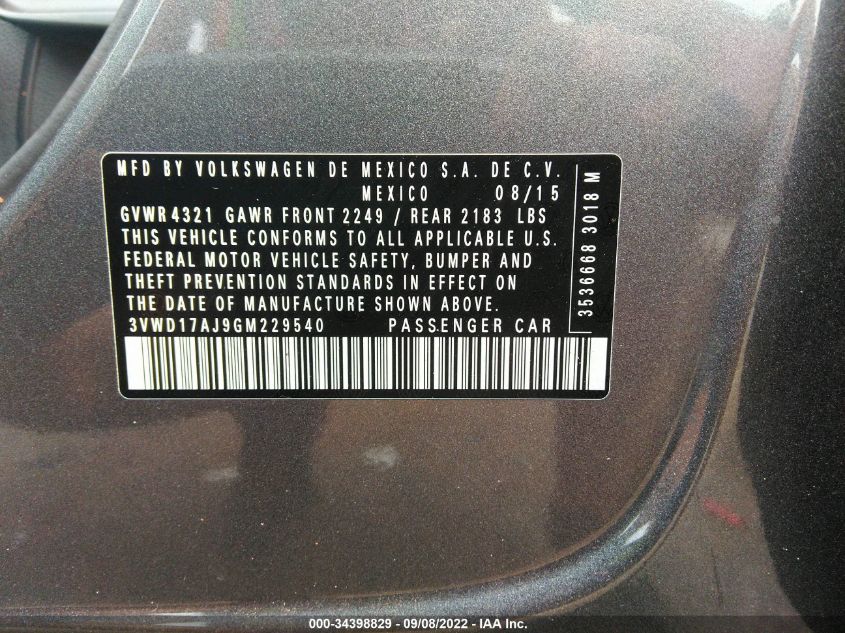 MFD BY VOLKSWAGEN DE MEXICO S.A. DE C.V.
MEXICO 08/15
GVWR 4321 GAWR FRONT 2249 / REAR 2183 LBS
THIS VEHICLE CONFORMS TO ALL APPLICABLE U.S.
FEDERAL MOTOR VEHICLE SAFETY, BUMPER AND
THEFT PREVENTION STANDARDS IN EFFECT ON
THE DATE OF MANUFACTURE SHOWN ABOVE.
3VWD17AJ9GM229540 PASSENGER CAR
3536668 3018 M
000-34398829 - 09/08/2022 - IAA Inc.